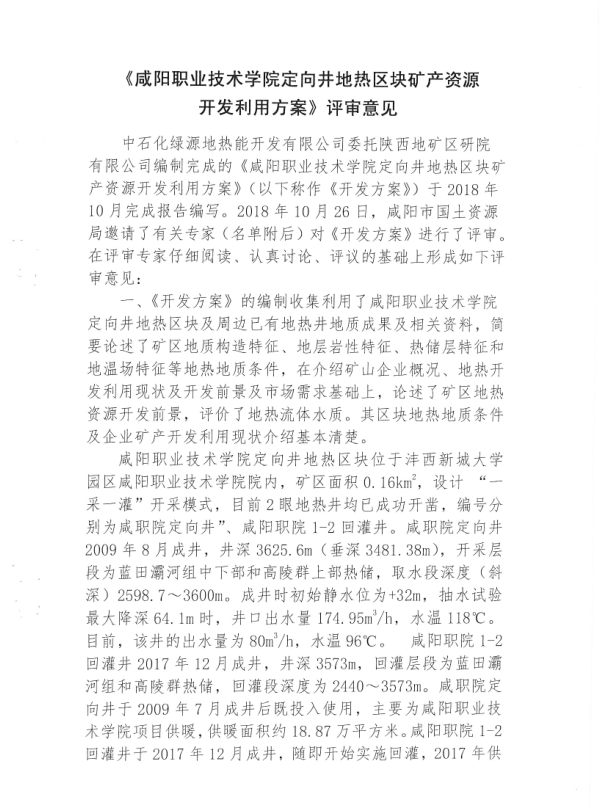 《咸阳职业技术学院定向井地热区块矿产资源
开发利用方案》评审意见
中石化绿源地热能开发有限公司委托陕西地矿区研院
有限公司编制完成的《咸阳职业技术学院定向井地热区块矿
产资源开发利用方案》（以下称作《开发方案》）于 2018 年
10 月完成报告编写。2018 年 10 月 26 日，咸阳市国土资源
局邀请了有关专家（名单附后）对《开发方案》进行了评审。
在评审专家仔细阅读、认真讨论、评议的基础上形成如下评
审意见：
一、《开发方案》的编制收集利用了咸阳职业技术学院
定向井地热区块及周边已有地热井地质成果及相关资料，简
要论述了矿区地质构造特征、地层岩性特征、热储层特征和
地温场特征等地热地质条件，在介绍矿山企业概况、地热开
发利用现状及开发前景及市场需求基础上，论述了矿区地热
资源开发前景，评价了地热流体水质。其区块地热地质条件
及企业矿产开发利用现状介绍基本清楚。
咸阳职业技术学院定向井地热区块位于沣西新城大学
园区咸阳职业技术学院院内，矿区面积 0.16km²，设计 “一
采一灌”开采模式，目前 2 眼地热井均已成功开凿，编号分
别为咸职院定向井”、咸阳职院 1-2 回灌井。咸职院定向井
2009 年 8 月成井，井深 3625.6m（垂深 3481.38m），开采层
段为蓝田灞河组中下部和高陵群上部热储，取水段深度（斜
深）2598.7～3600m。成井时初始静水位为+32m，抽水试验
最大降深 64.1m 时，井口出水量 174.95m³/h，水温 118℃。
目前，该井的出水量为 80m³/h，水温 96℃。 咸阳职院 1-2
回灌井 2017 年 12 月成井，井深 3573m，回灌层段为蓝田灞
河组和高陵群热储，回灌段深度为 2440～3573m。咸职院定
向井于 2009 年 7 月成井后既投入使用，主要为咸阳职业技
术学院项目供暖，供暖面积约 18.87 万平方米。咸阳职院 1-2
回灌井于 2017 年 12 月成井，随即开始实施回灌，2017 年供